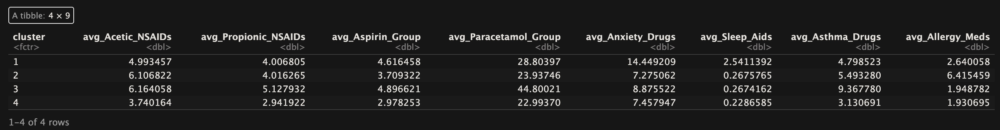 A tibble: 4 × 9
cluster avg_Acetic_NSAIDs avg_Propionic_NSAIDs avg_Aspirin_Group avg_Paracetamol_Group avg_Anxiety_Drugs avg_Sleep_Aids avg_Asthma_Drugs avg_Allergy_Meds
<fctr> <dbl> <dbl> <dbl> <dbl> <dbl> <dbl> <dbl> <dbl>
1 4.993457 4.006805 4.616458 28.80397 14.449209 2.5411392 4.798523 2.640058
2 6.106822 4.016265 3.709322 23.93746 7.275062 0.2675765 5.493280 6.415459
3 6.164058 5.127932 4.896621 44.80021 8.875522 0.2674162 9.367780 1.948782
4 3.740164 2.941922 2.978253 22.99370 7.457947 0.2286585 3.130691 1.930695
1–4 of 4 rows